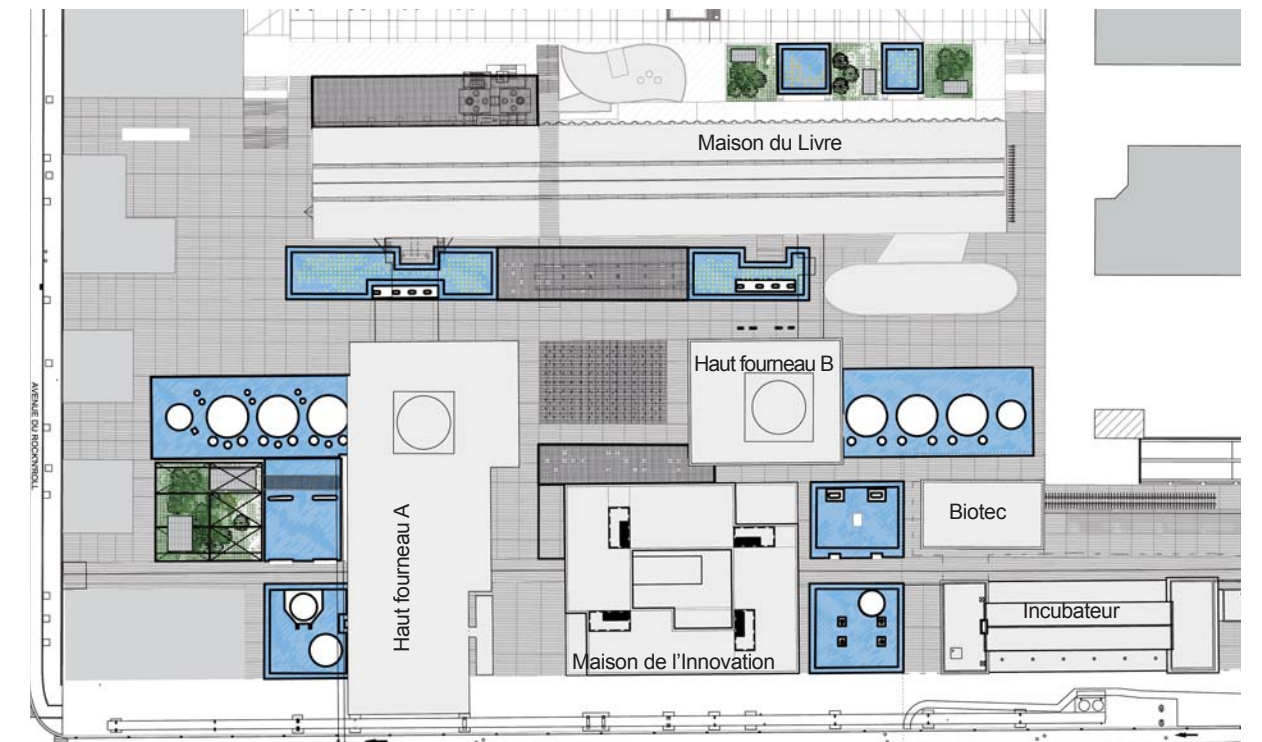 Maison du Livre
Haut fourneau B
AVENUE DU ROCK'N'ROLL
Haut fourneau A
Biotec
Incubateur
Maison de l'Innovation